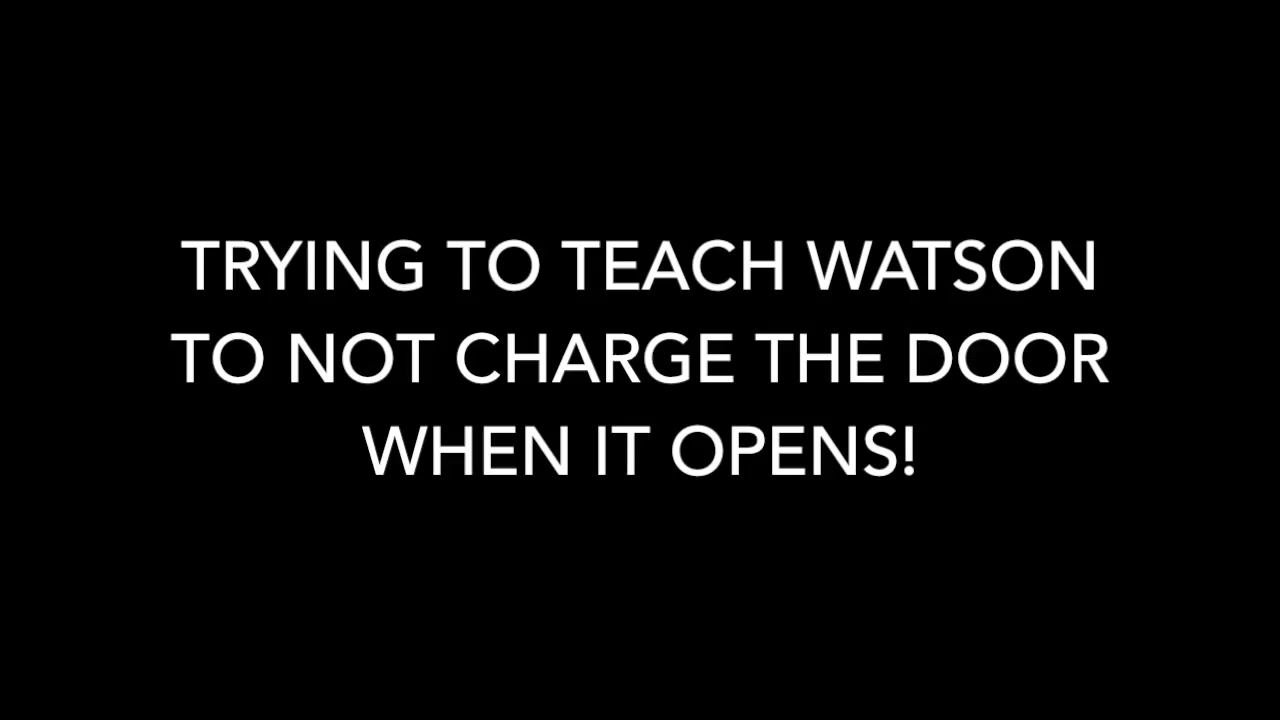 TRYING TO TEACH WATSON
TO NOT CHARGE THE DOOR
WHEN IT OPENS!